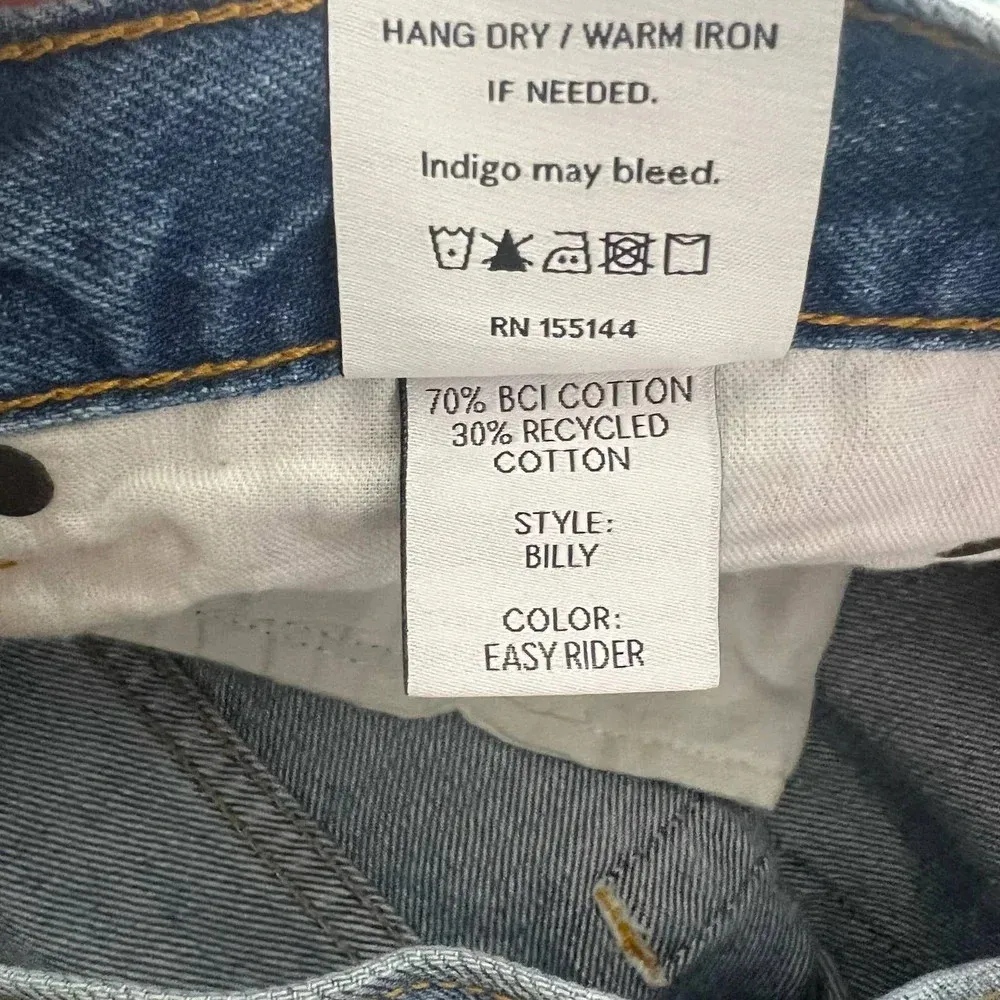 HANG DRY / WARM IRON
IF NEEDED.
Indigo may bleed.
RN 155144
70% BCI COTTON
30% RECYCLED
COTTON
STYLE:
BILLY
COLOR:
EASY RIDER